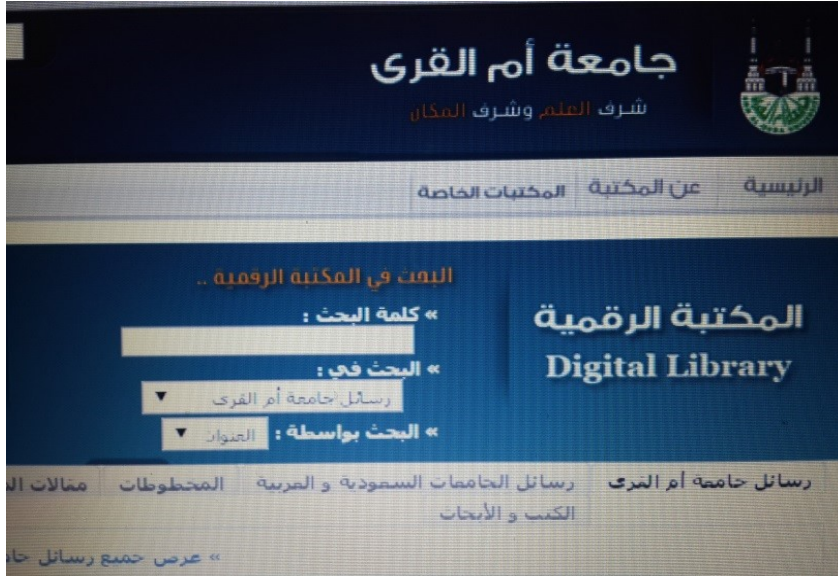 جامعة أم القرى
شرف العلم وشرف المكان
الرئيسية عن المكتبة المكتبات الخاصة
البحث في المكتبة الرقمية ..
المكتبة الرقمية
Digital Library
» كلمة البحث :
» البحث في :
رسائل جامعة أم القرى
» البحث بواسطة : العنوان
رسائل جامعة أم القرى رسائل الجامعات السعودية و العربية المخطوطات مقالات
الكتب و الأبحاث
» عرض جميع رسائل